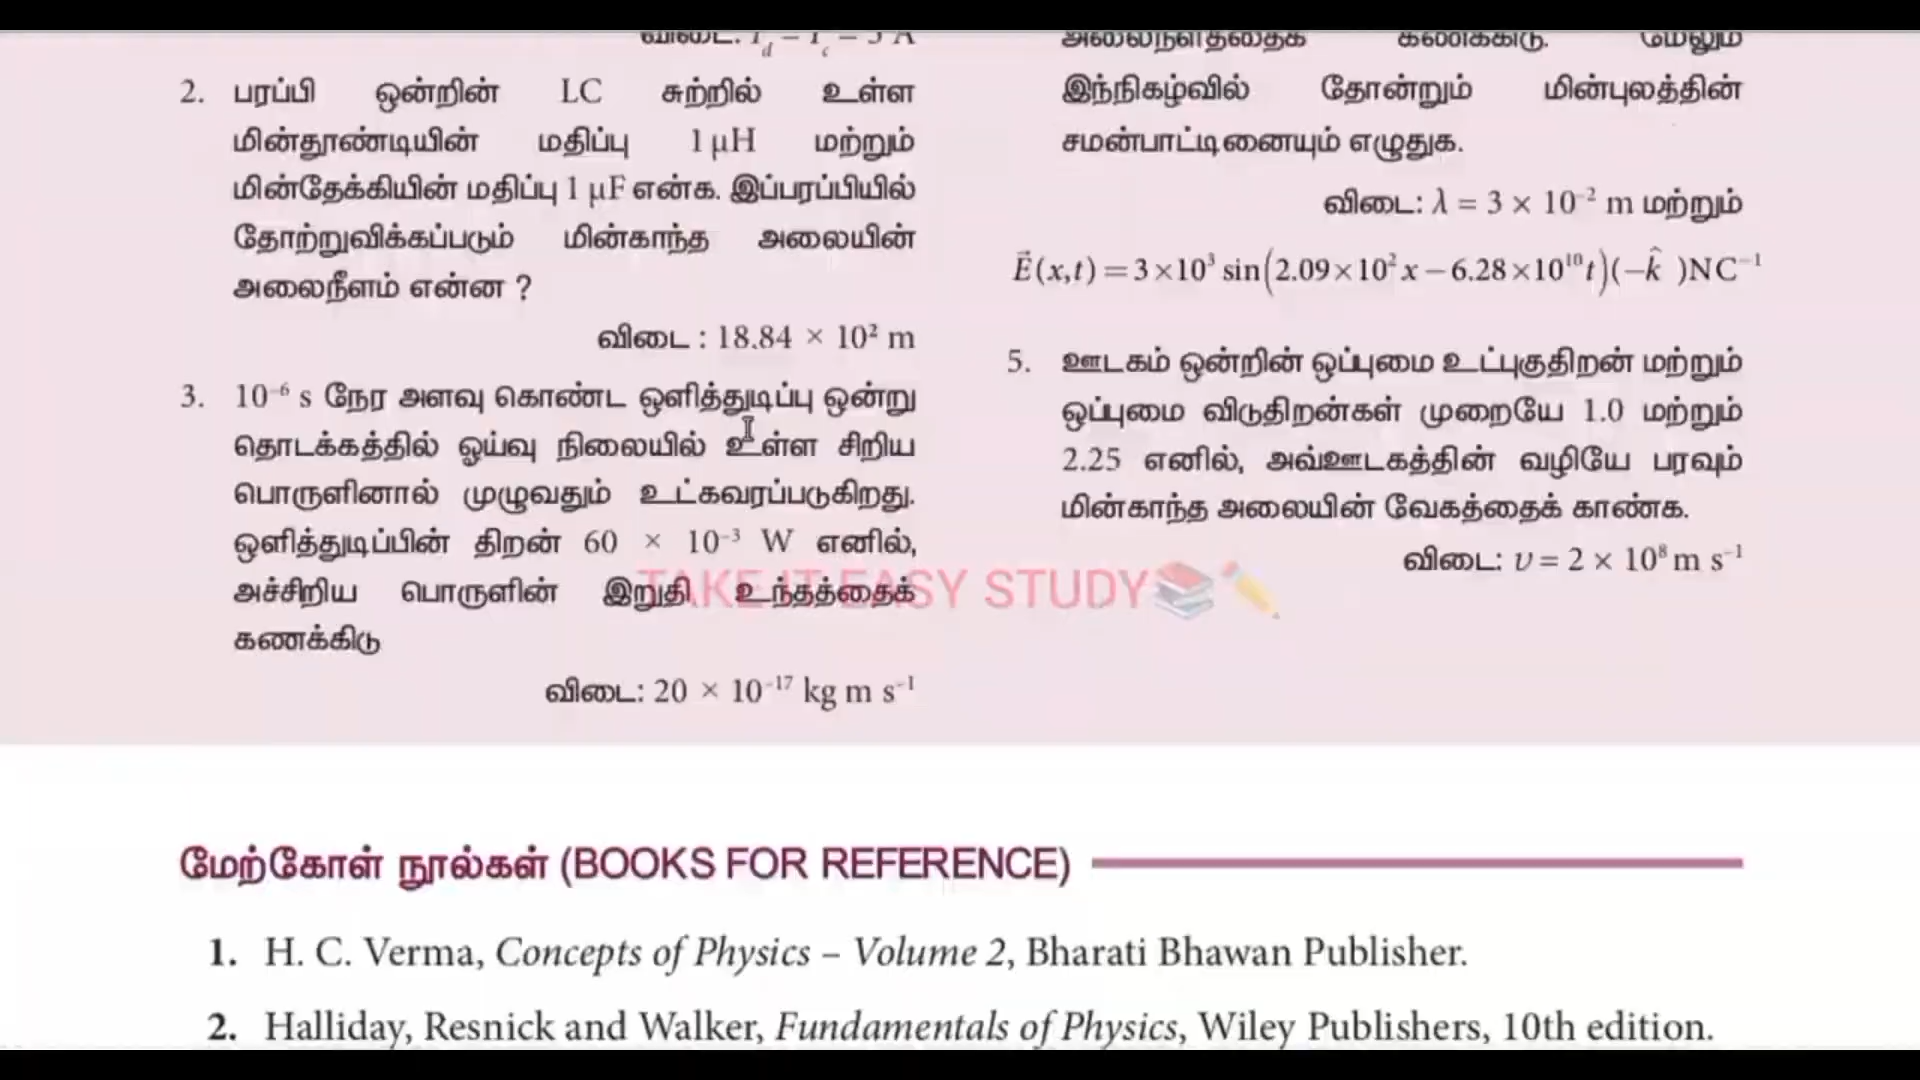 2. பரப்பி ஒன்றின் LC சுற்றில் உள்ள
மின்தூண்டியின் மதிப்பு 1 μH மற்றும்
மின்தேக்கியின் மதிப்பு 1 μF என்க. இப்பரப்பியில்
தோற்றுவிக்கப்படும் மின்காந்த அலையின்
அலைநீளம் என்ன ?
விடை : 18.84 × 10² m
3. 10⁻⁶ s நேர அளவு கொண்ட ஒளித்துடிப்பு ஒன்று
தொடக்கத்தில் ஓய்வு நிலையில் உள்ள சிறிய
பொருளினால் முழுவதும் உட்கவரப்படுகிறது.
ஒளித்துடிப்பின் திறன் 60 × 10⁻³ W எனில்,
அச்சிறிய பொருளின் இறுதி உந்தத்தைக்
கணக்கிடு
விடை: 20 × 10⁻¹⁷ kg m s⁻¹
அலைநீளத்தைக் கணக்கிடு. மேலும்
இந்நிகழ்வில் தோன்றும் மின்புலத்தின்
சமன்பாட்டினையும் எழுதுக.
விடை: λ = 3 × 10⁻² m மற்றும்
E⃗(x,t) = 3×10³ sin(2.09×10² x − 6.28×10¹⁰ t)(−k̂ )NC⁻¹
5. ஊடகம் ஒன்றின் ஒப்புமை உட்புகுதிறன் மற்றும்
ஒப்புமை விடுதிறன்கள் முறையே 1.0 மற்றும்
2.25 எனில், அவ்ஊடகத்தின் வழியே பரவும்
மின்காந்த அலையின் வேகத்தைக் காண்க.
விடை: υ = 2 × 10⁸ m s⁻¹
TAKE IT EASY STUDY📚✏️
மேற்கோள் நூல்கள் (BOOKS FOR REFERENCE)
1. H. C. Verma, Concepts of Physics – Volume 2, Bharati Bhawan Publisher.
2. Halliday, Resnick and Walker, Fundamentals of Physics, Wiley Publishers, 10th edition.